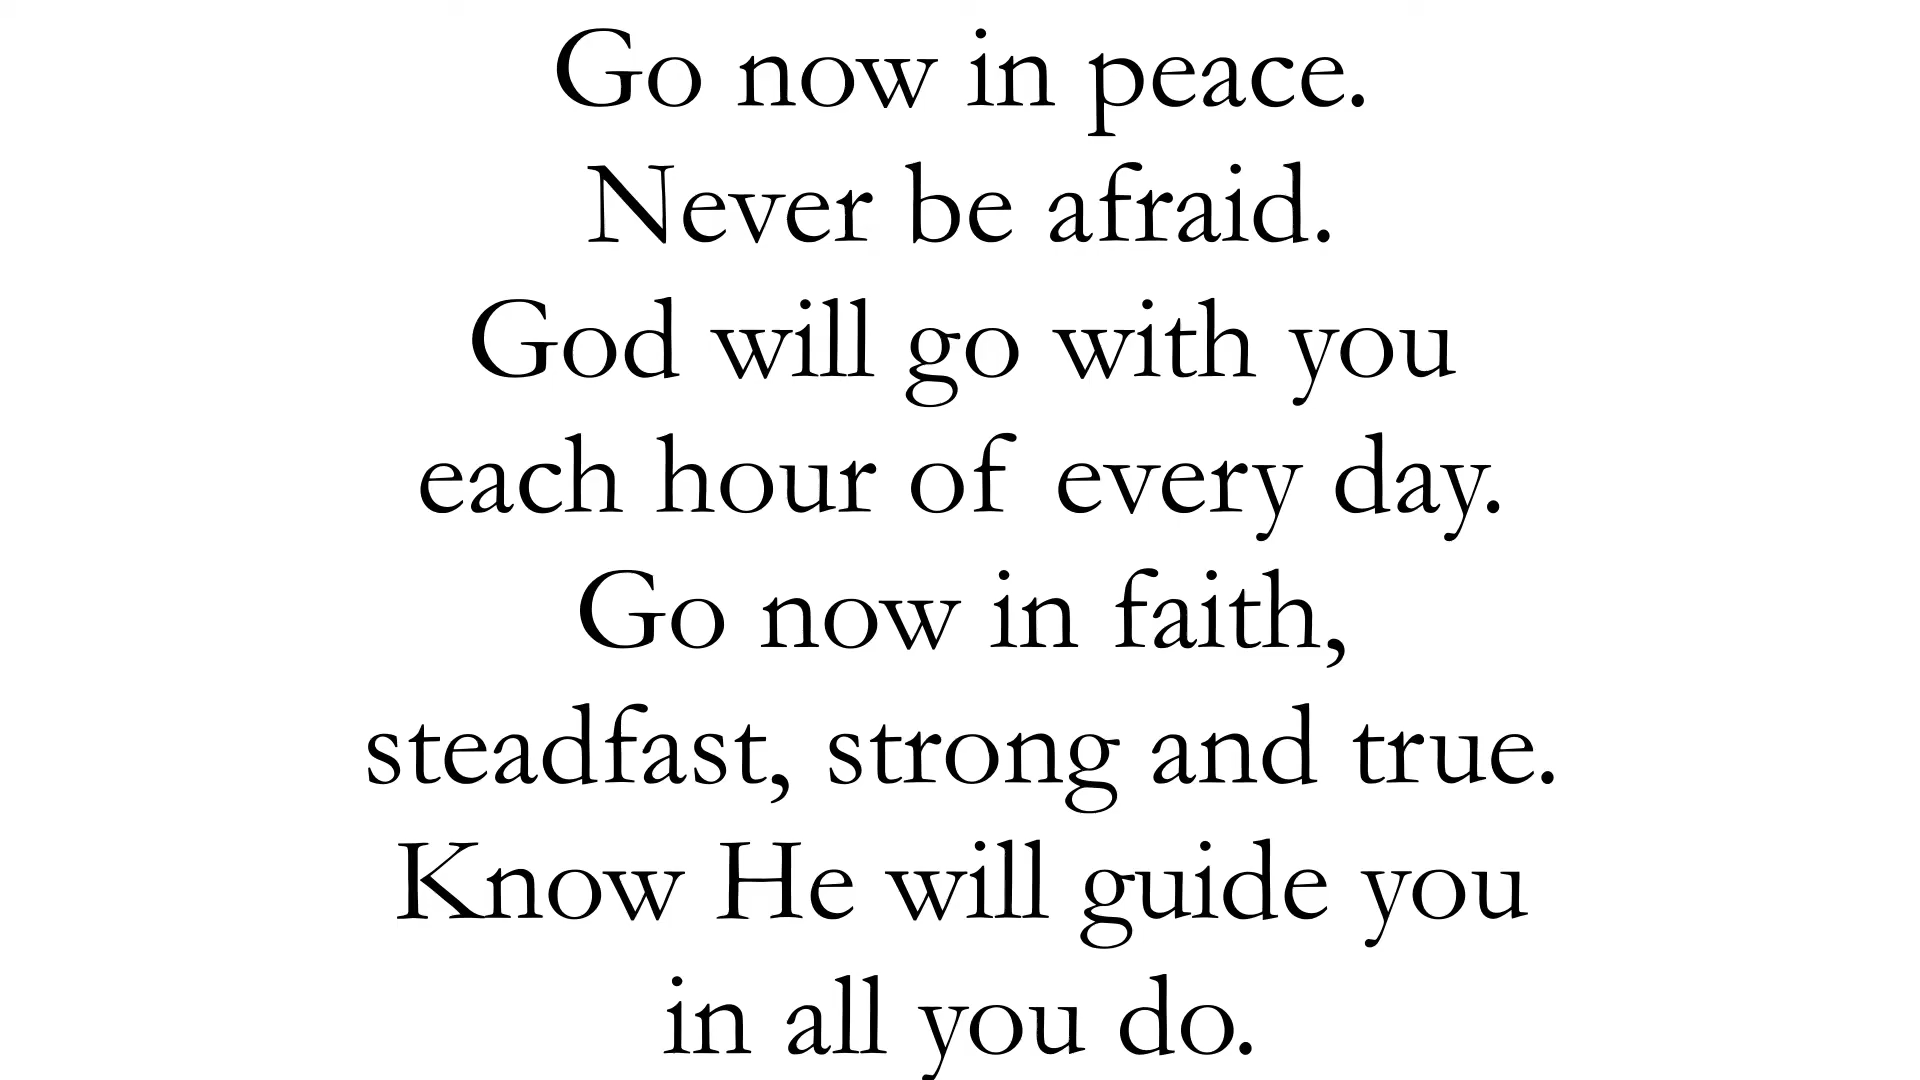 Go now in peace.
Never be afraid.
God will go with you
each hour of every day.
Go now in faith,
steadfast, strong and true.
Know He will guide you
in all you do.